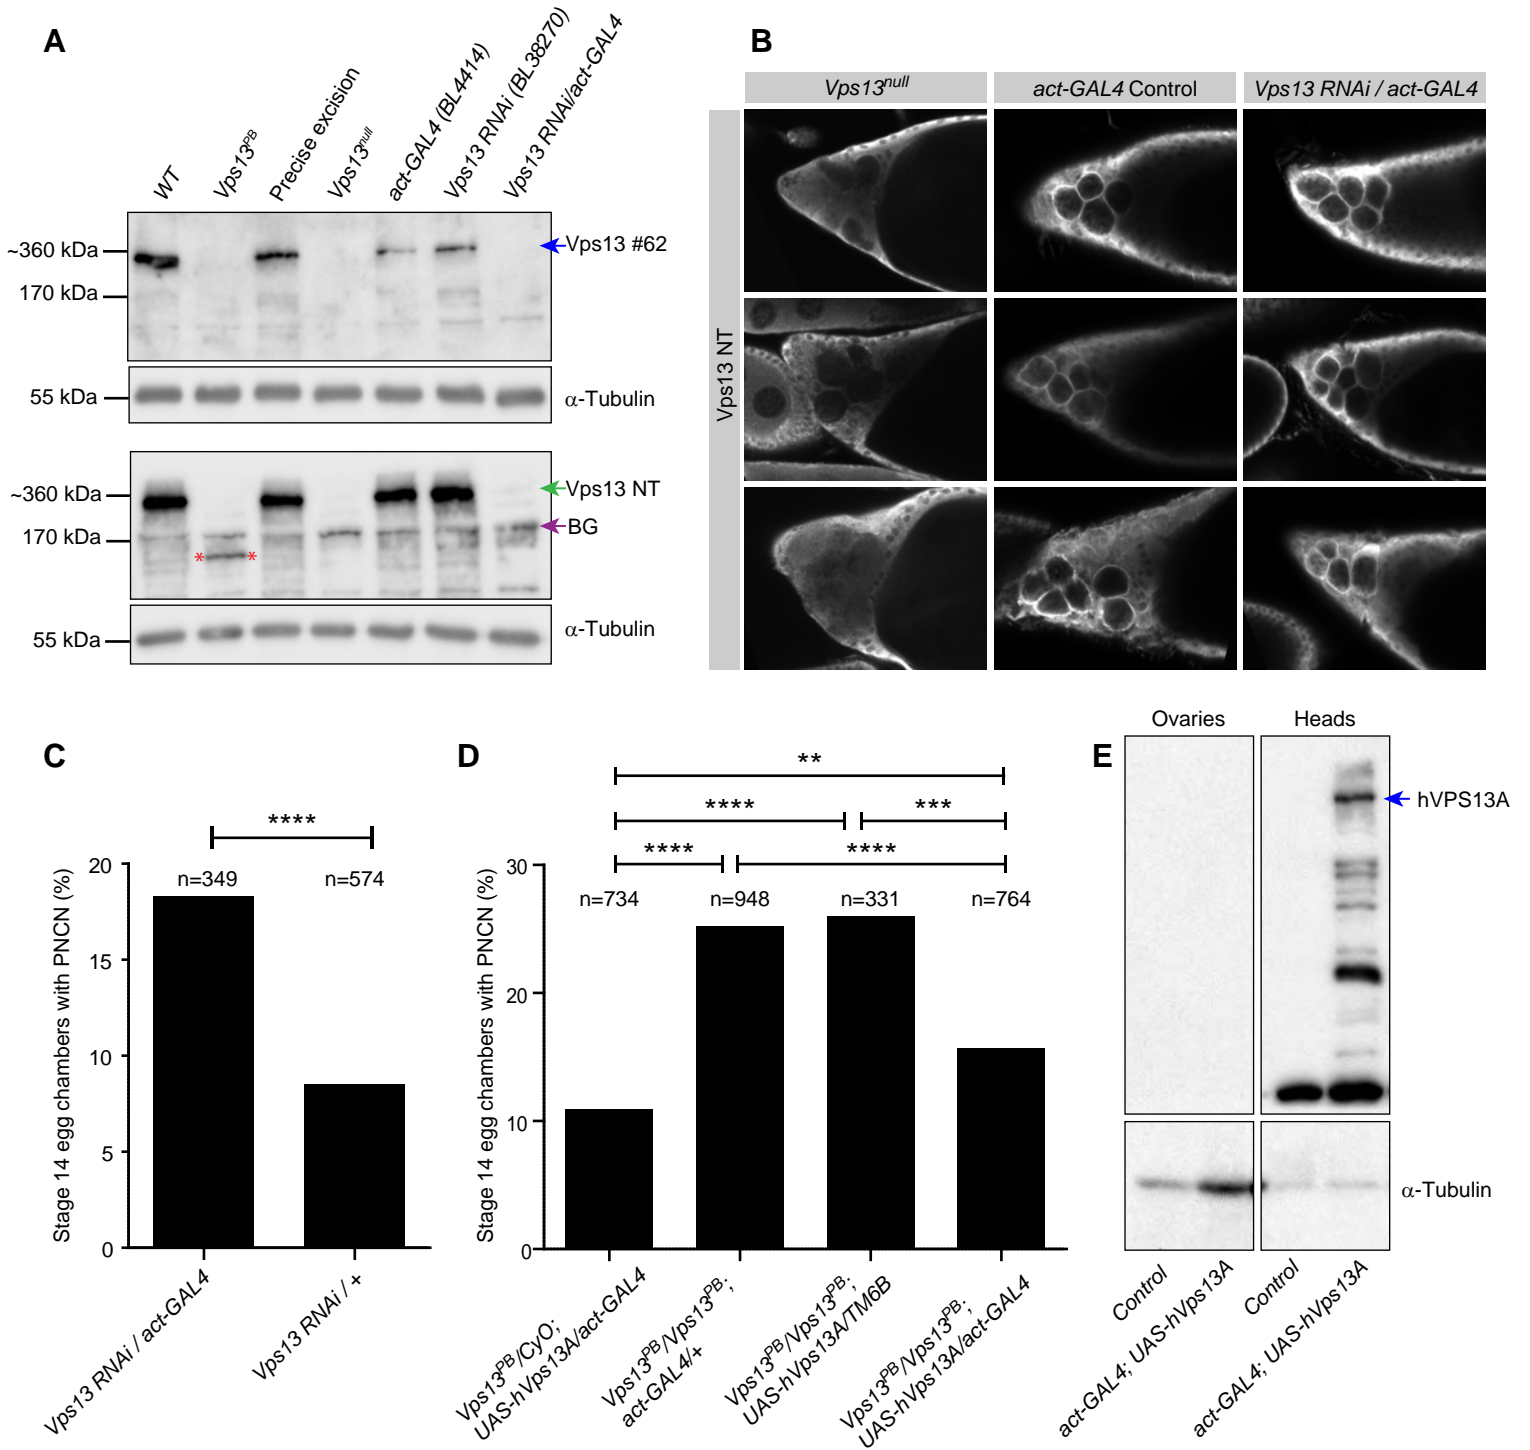 A
WT
Vps13PB
Precise excision
Vps13null
act-GAL4 (BL4414)
Vps13 RNAi (BL38270)
Vps13 RNAi/act-GAL4
~360 kDa
Vps13 #62
170 kDa
55 kDa
α-Tubulin
~360 kDa
Vps13 NT
BG
170 kDa
* *
55 kDa
α-Tubulin
B
Vps13null
act-GAL4 Control
Vps13 RNAi / act-GAL4
Vps13 NT
C
****
n=349
n=574
Stage 14 egg chambers with PNCN (%)
20
15
10
5
0
Vps13 RNAi / act-GAL4
Vps13 RNAi / +
D
**
**** ***
**** ****
n=734
n=948
n=331
n=764
Stage 14 egg chambers with PNCN (%)
30
20
10
0
Vps13PB/CyO;
UAS-hVps13A/act-GAL4
Vps13PB/Vps13PB;
act-GAL4/+
Vps13PB/Vps13PB;
UAS-hVps13A/TM6B
Vps13PB/Vps13PB;
UAS-hVps13A/act-GAL4
E
Ovaries
Heads
hVPS13A
α-Tubulin
Control
act-GAL4; UAS-hVps13A
Control
act-GAL4; UAS-hVps13A